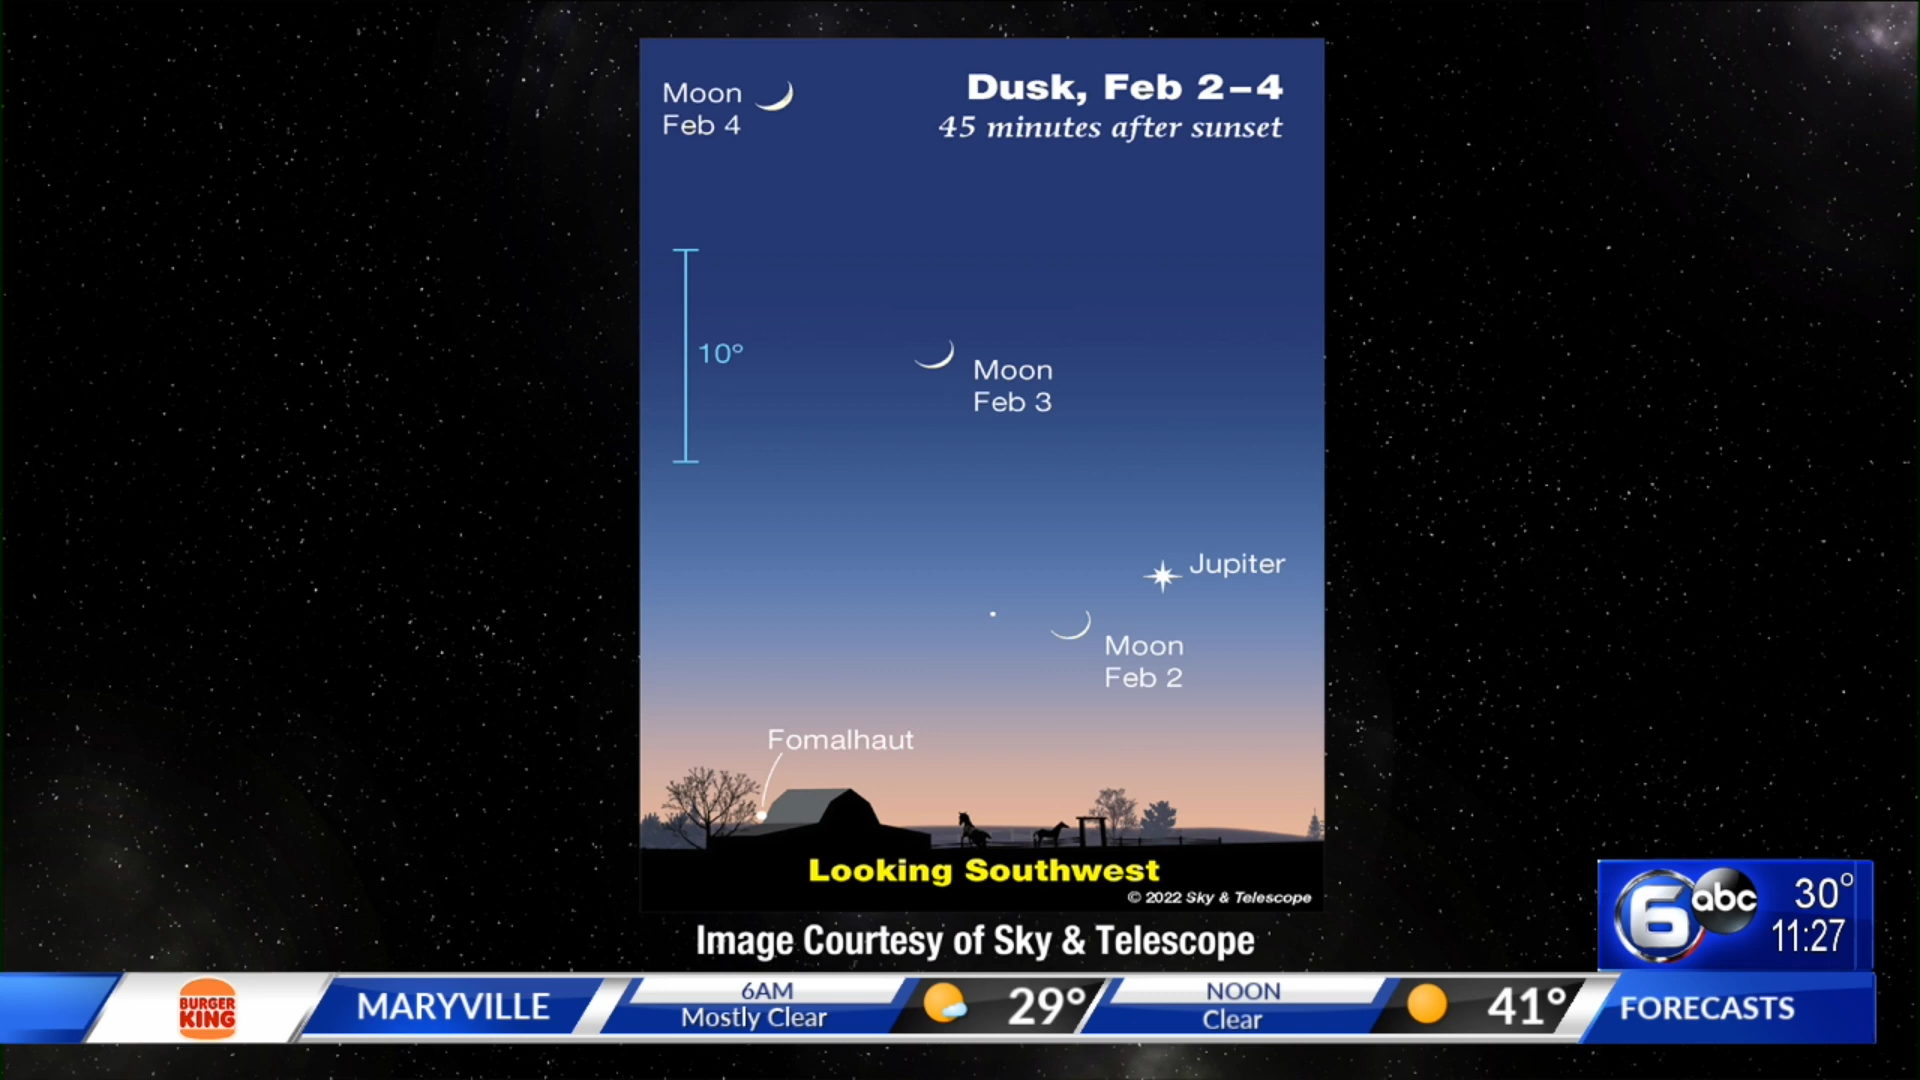 Moon
Feb 4
Dusk, Feb 2–4
45 minutes after sunset
10°
Moon
Feb 3
Jupiter
Moon
Feb 2
Fomalhaut
Looking Southwest
© 2022 Sky & Telescope
Image Courtesy of Sky & Telescope
6 abc
30°
11:27
BURGER
KING
MARYVILLE
6AM
Mostly Clear
29°
NOON
Clear
41°
FORECASTS